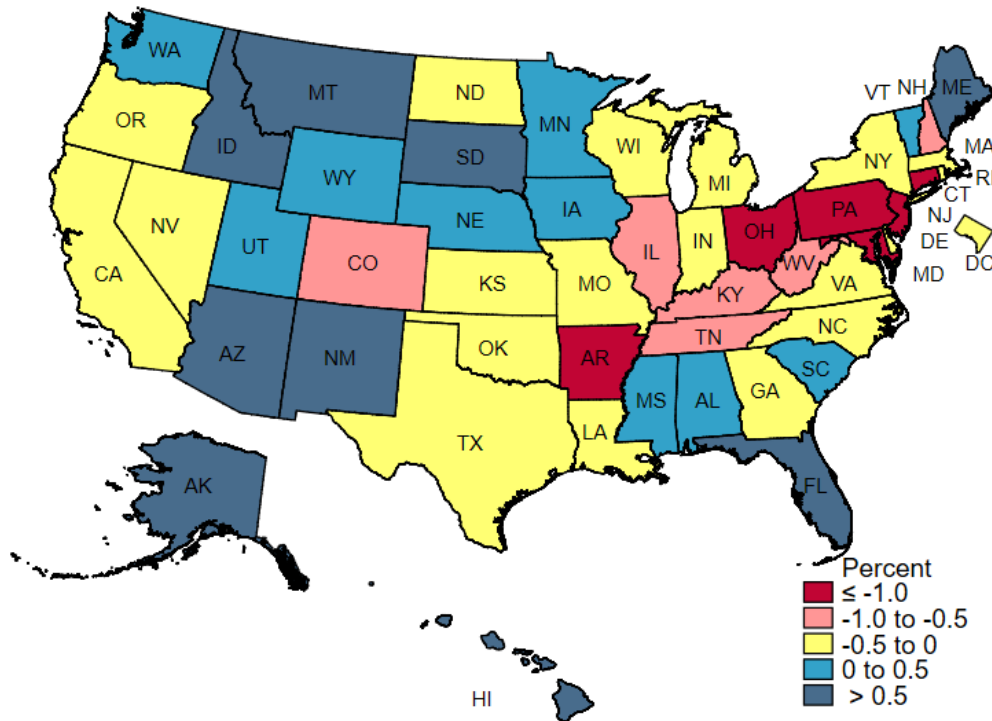 WA
MT
ND
MN
VT NH ME
OR
ID
SD
WI
MI
NY
MA
RI
CT
WY
NE
IA
PA
NJ
NV
UT
CO
IL
IN
OH
DE
DC
MD
CA
KS
MO
WV
VA
KY
AZ
NM
OK
AR
TN
NC
SC
MS
AL
GA
TX
LA
FL
AK
HI
Percent
≤ -1.0
-1.0 to -0.5
-0.5 to 0
0 to 0.5
> 0.5